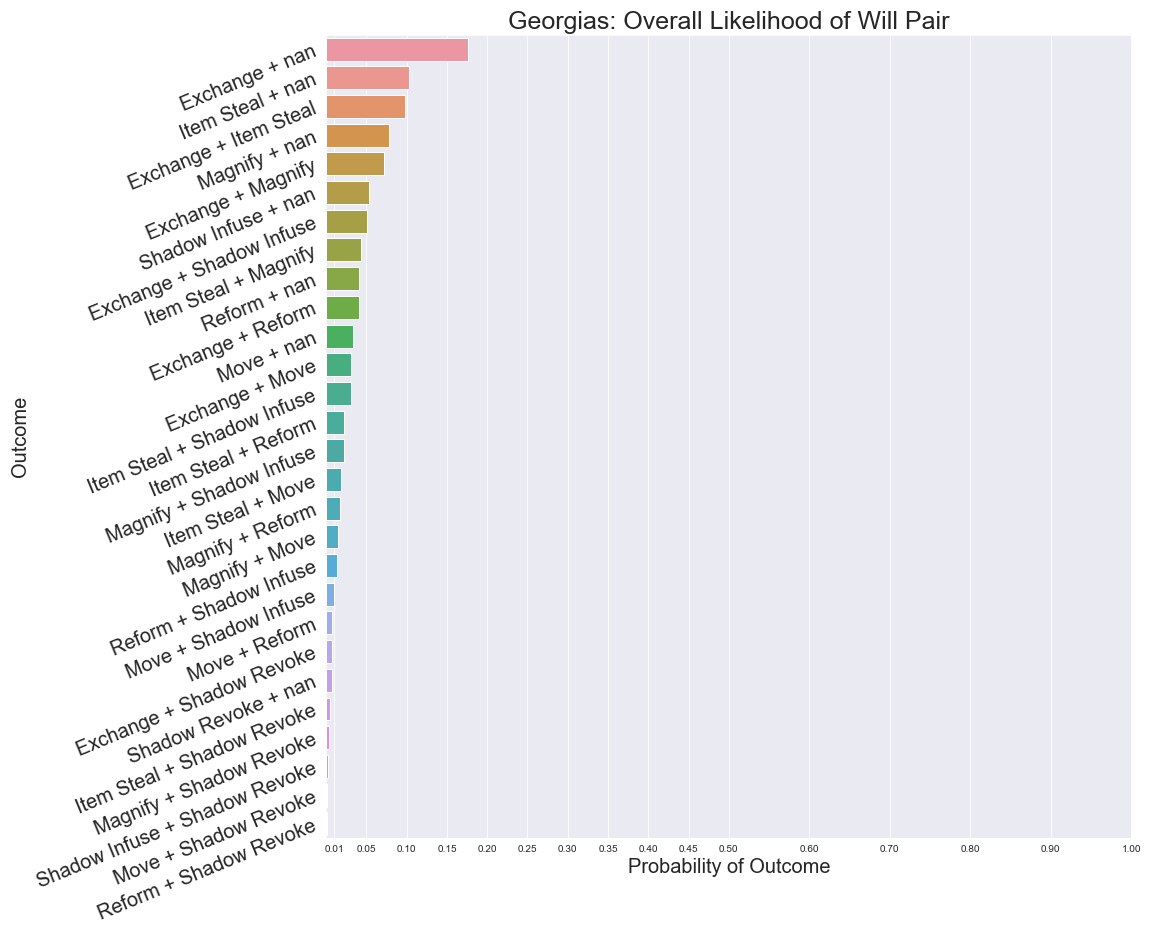 Georgias: Overall Likelihood of Will Pair
Exchange + nan
Item Steal + nan
Exchange + Item Steal
Magnify + nan
Exchange + Magnify
Shadow Infuse + nan
Exchange + Shadow Infuse
Item Steal + Magnify
Reform + nan
Exchange + Reform
Move + nan
Exchange + Move
Item Steal + Shadow Infuse
Item Steal + Reform
Magnify + Shadow Infuse
Item Steal + Move
Magnify + Reform
Magnify + Move
Reform + Shadow Infuse
Move + Shadow Infuse
Move + Reform
Exchange + Shadow Revoke
Shadow Revoke + nan
Item Steal + Shadow Revoke
Magnify + Shadow Revoke
Shadow Infuse + Shadow Revoke
Move + Shadow Revoke
Reform + Shadow Revoke
Outcome
0.01 0.05 0.10 0.15 0.20 0.25 0.30 0.35 0.40 0.45 0.50 0.60 0.70 0.80 0.90 1.00
Probability of Outcome